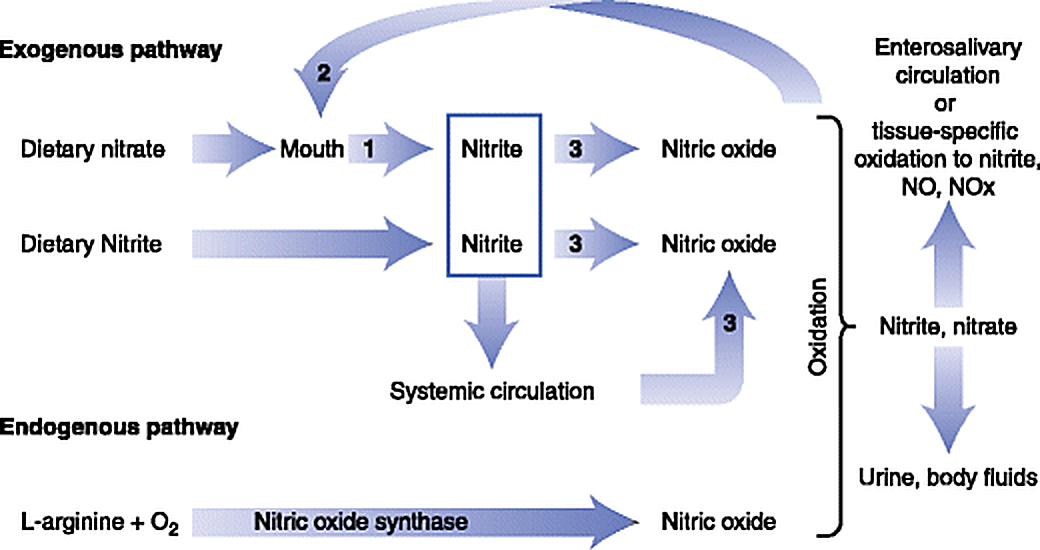 Exogenous pathway
2
Enterosalivary
circulation
or
tissue-specific
oxidation to nitrite,
NO, NOx
Dietary nitrate
Mouth
1
Nitrite
3
Nitric oxide
Dietary Nitrite
Nitrite
3
Nitric oxide
3
Oxidation
Nitrite, nitrate
Systemic circulation
Endogenous pathway
Urine, body fluids
L-arginine + O2
Nitric oxide synthase
Nitric oxide